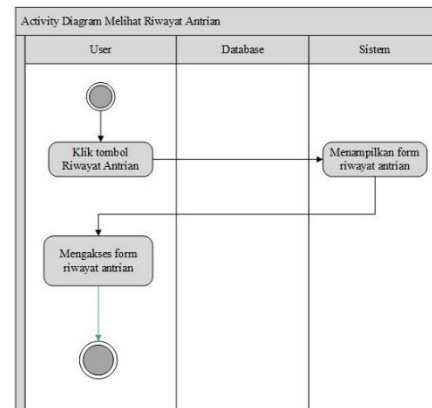 Activity Diagram Melihat Riwayat Antrian
User
Database
Sistem
Klik tombol
Riwayat Antrian
Menampilkan form
riwayat antrian
Mengakses form
riwayat antrian